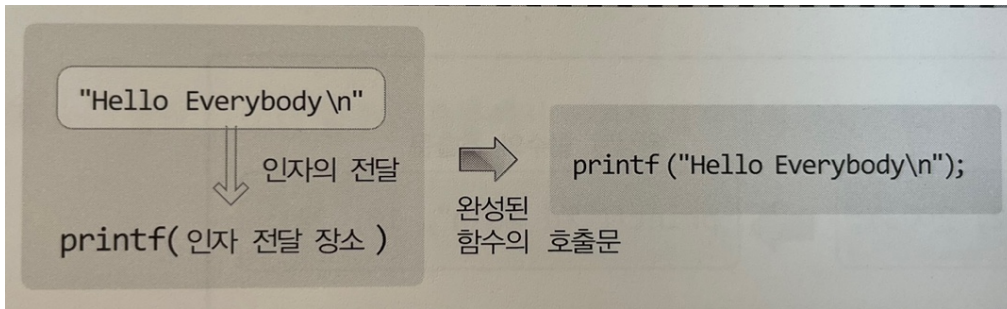 "Hello Everybody\n"
인자의 전달
printf( 인자 전달 장소 )
완성된
함수의 호출문
printf ("Hello Everybody\n");